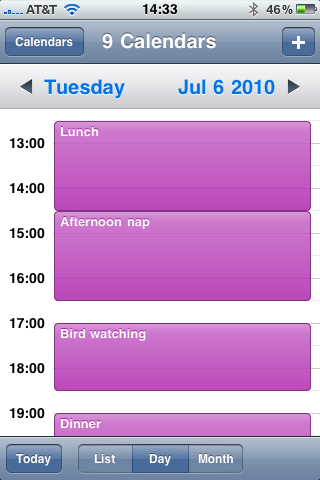 AT&T 14:33 46%
Calendars 9 Calendars +
Tuesday Jul 6 2010
Lunch
13:00
14:00
Afternoon nap
15:00
16:00
17:00
Bird watching
18:00
19:00
Dinner
Today List Day Month